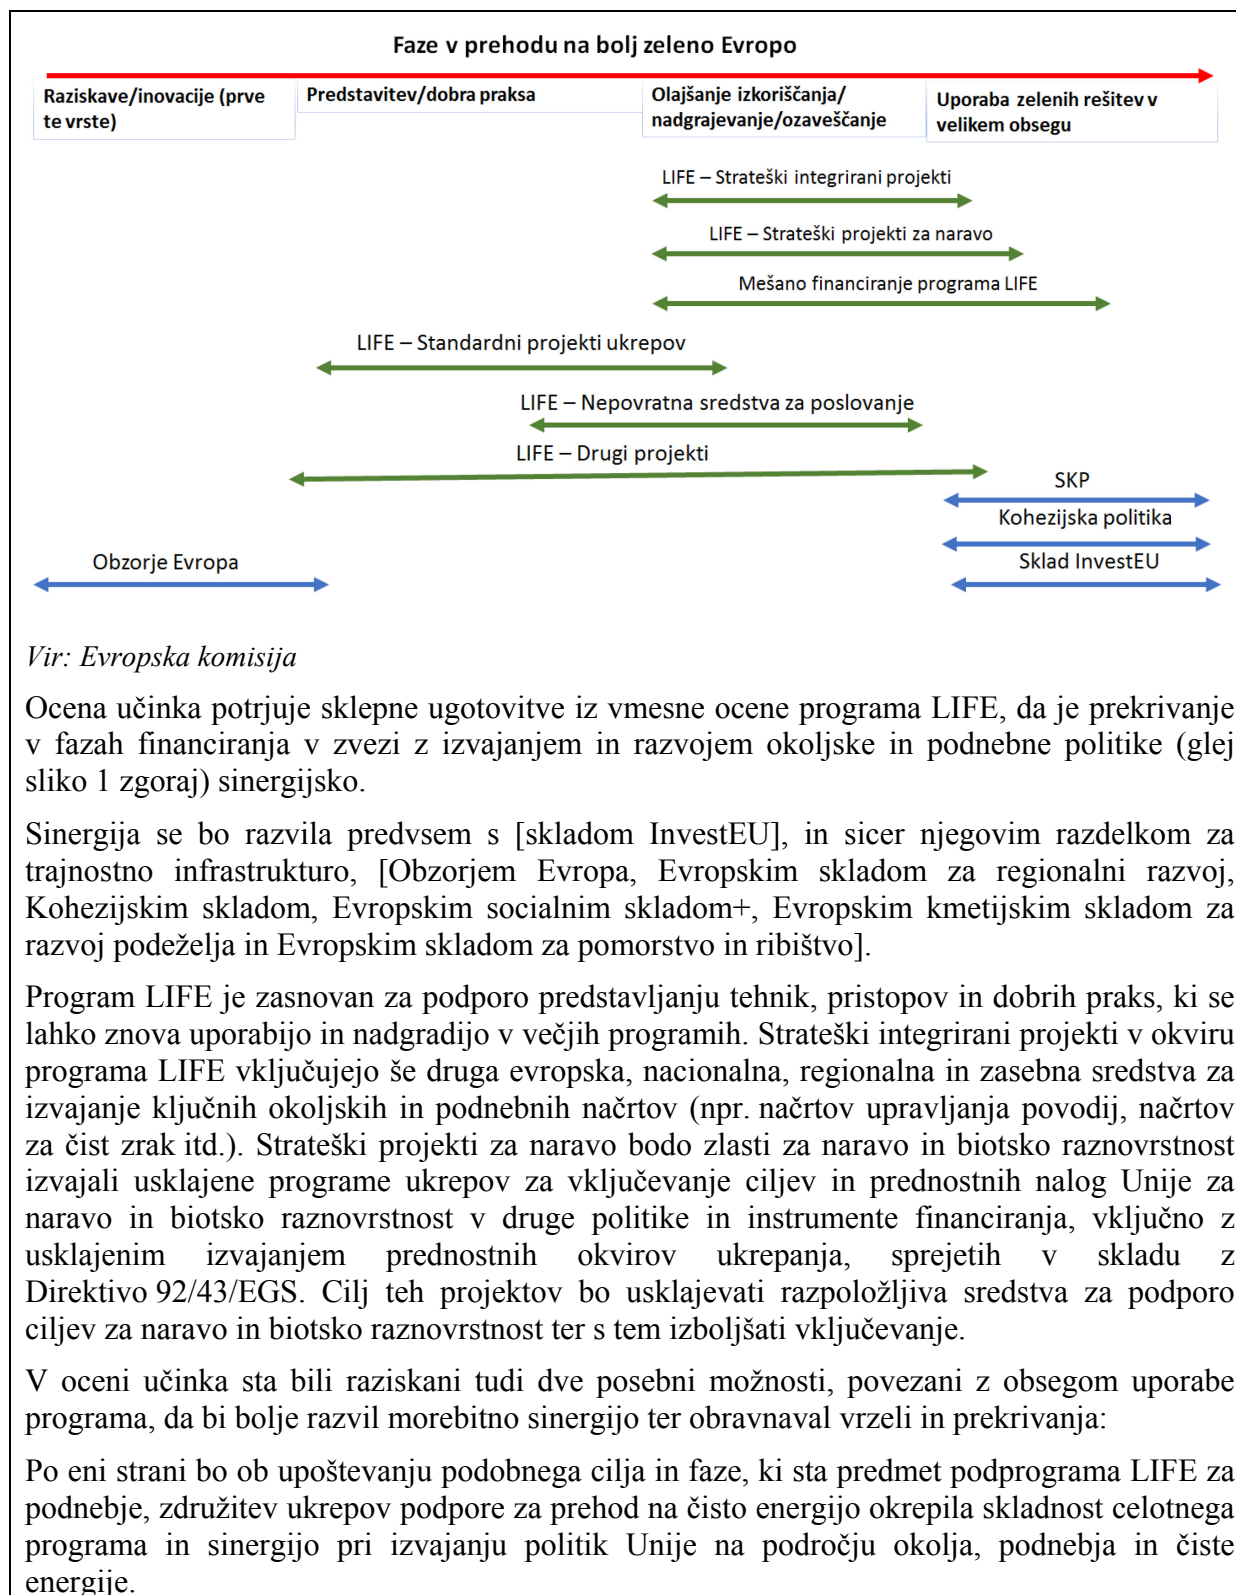 Faze v prehodu na bolj zeleno Evropo
Raziskave/inovacije (prve
te vrste)
Predstavitev/dobra praksa
Olajšanje izkoriščanja/
nadgrajevanje/ozaveščanje
Uporaba zelenih rešitev v
velikem obsegu
LIFE – Strateški integrirani projekti
LIFE – Strateški projekti za naravo
Mešano financiranje programa LIFE
LIFE – Standardni projekti ukrepov
LIFE – Nepovratna sredstva za poslovanje
LIFE – Drugi projekti
SKP
Kohezijska politika
Obzorje Evropa
Sklad InvestEU
Vir: Evropska komisija
Ocena učinka potrjuje sklepne ugotovitve iz vmesne ocene programa LIFE, da je prekrivanje
v fazah financiranja v zvezi z izvajanjem in razvojem okoljske in podnebne politike (glej
sliko 1 zgoraj) sinergijsko.
Sinergija se bo razvila predvsem s [skladom InvestEU], in sicer njegovim razdelkom za
trajnostno infrastrukturo, [Obzorjem Evropa, Evropskim skladom za regionalni razvoj,
Kohezijskim skladom, Evropskim socialnim skladom+, Evropskim kmetijskim skladom za
razvoj podeželja in Evropskim skladom za pomorstvo in ribištvo].
Program LIFE je zasnovan za podporo predstavljanju tehnik, pristopov in dobrih praks, ki se
lahko znova uporabijo in nadgradijo v večjih programih. Strateški integrirani projekti v okviru
programa LIFE vključujejo še druga evropska, nacionalna, regionalna in zasebna sredstva za
izvajanje ključnih okoljskih in podnebnih načrtov (npr. načrtov upravljanja povodij, načrtov
za čist zrak itd.). Strateški projekti za naravo bodo zlasti za naravo in biotsko raznovrstnost
izvajali usklajene programe ukrepov za vključevanje ciljev in prednostnih nalog Unije za
naravo in biotsko raznovrstnost v druge politike in instrumente financiranja, vključno z
usklajenim izvajanjem prednostnih okvirov ukrepanja, sprejetih v skladu z
Direktivo 92/43/EGS. Cilj teh projektov bo usklajevati razpoložljiva sredstva za podporo
ciljev za naravo in biotsko raznovrstnost ter s tem izboljšati vključevanje.
V oceni učinka sta bili raziskani tudi dve posebni možnosti, povezani z obsegom uporabe
programa, da bi bolje razvil morebitno sinergijo ter obravnaval vrzeli in prekrivanja:
Po eni strani bo ob upoštevanju podobnega cilja in faze, ki sta predmet podprograma LIFE za
podnebje, združitev ukrepov podpore za prehod na čisto energijo okrepila skladnost celotnega
programa in sinergijo pri izvajanju politik Unije na področju okolja, podnebja in čiste
energije.